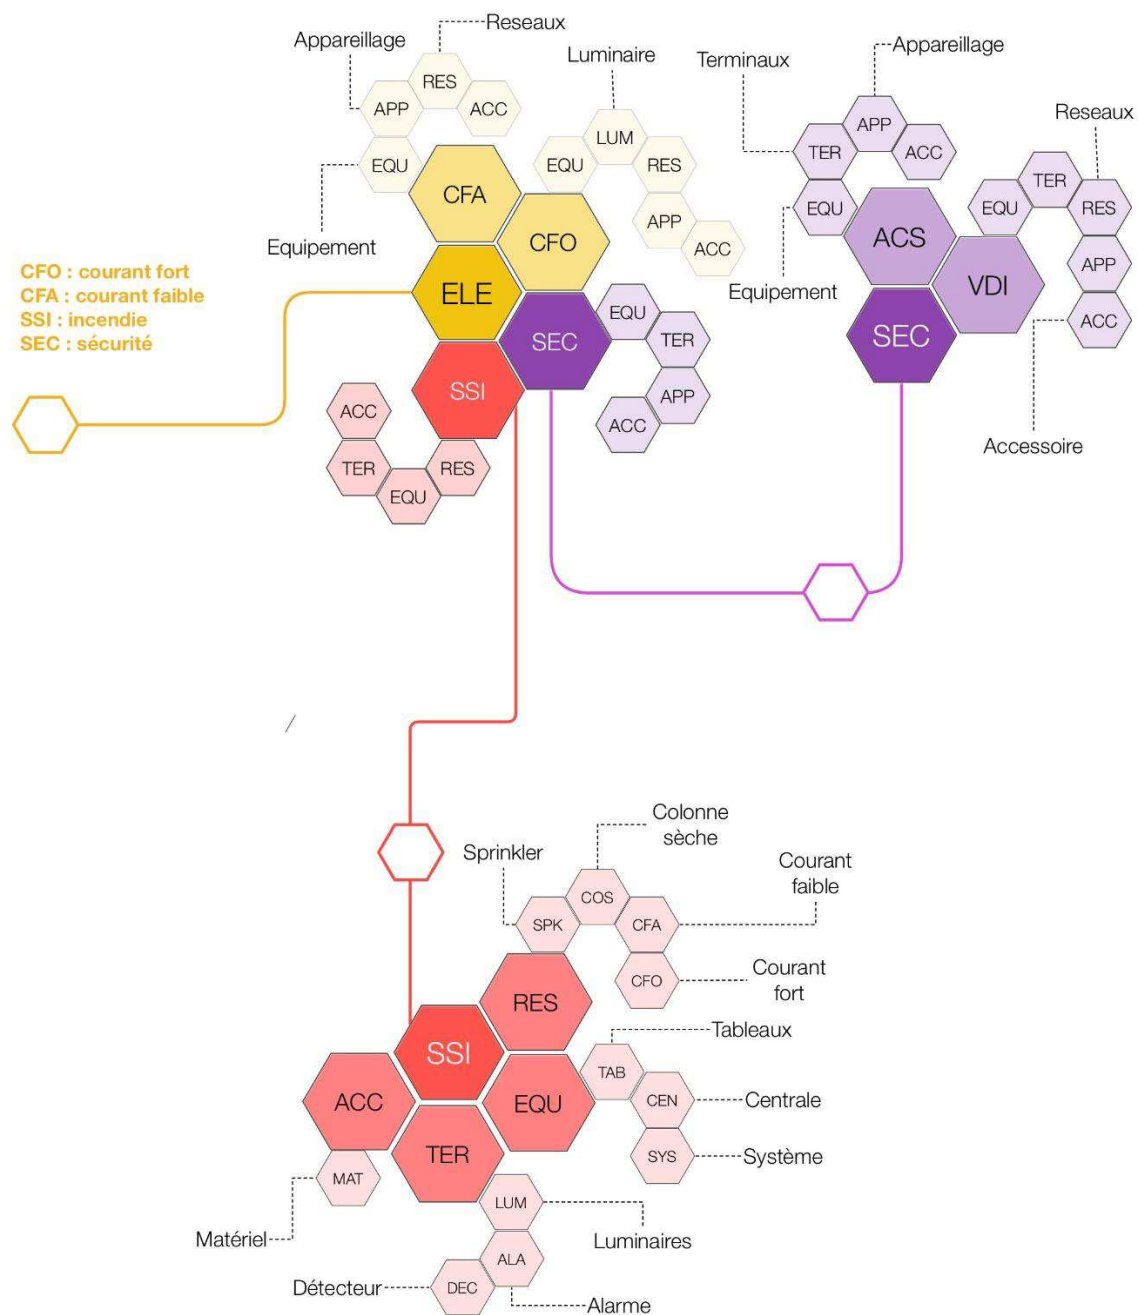 Reseaux
Appareillage
Luminaire
RES
APP
ACC
EQU
CFA
Equipement
LUM
EQU
RES
APP
ACC
CFO
ELE
SEC
SSI
EQU
TER
APP
ACC
ACC
TER
EQU
RES
CFO : courant fort
CFA : courant faible
SSI : incendie
SEC : sécurité
Terminaux
Appareillage
Reseaux
APP
TER
ACC
EQU
Equipement
ACS
VDI
SEC
TER
EQU
RES
APP
ACC
Accessoire
/
Colonne
sèche
Sprinkler
Courant
faible
COS
SPK
CFA
CFO
Courant
fort
RES
SSI
Tableaux
TAB
CEN
Centrale
SYS
Système
ACC
EQU
TER
MAT
Matériel
LUM
Luminaires
ALA
DEC
Détecteur
Alarme